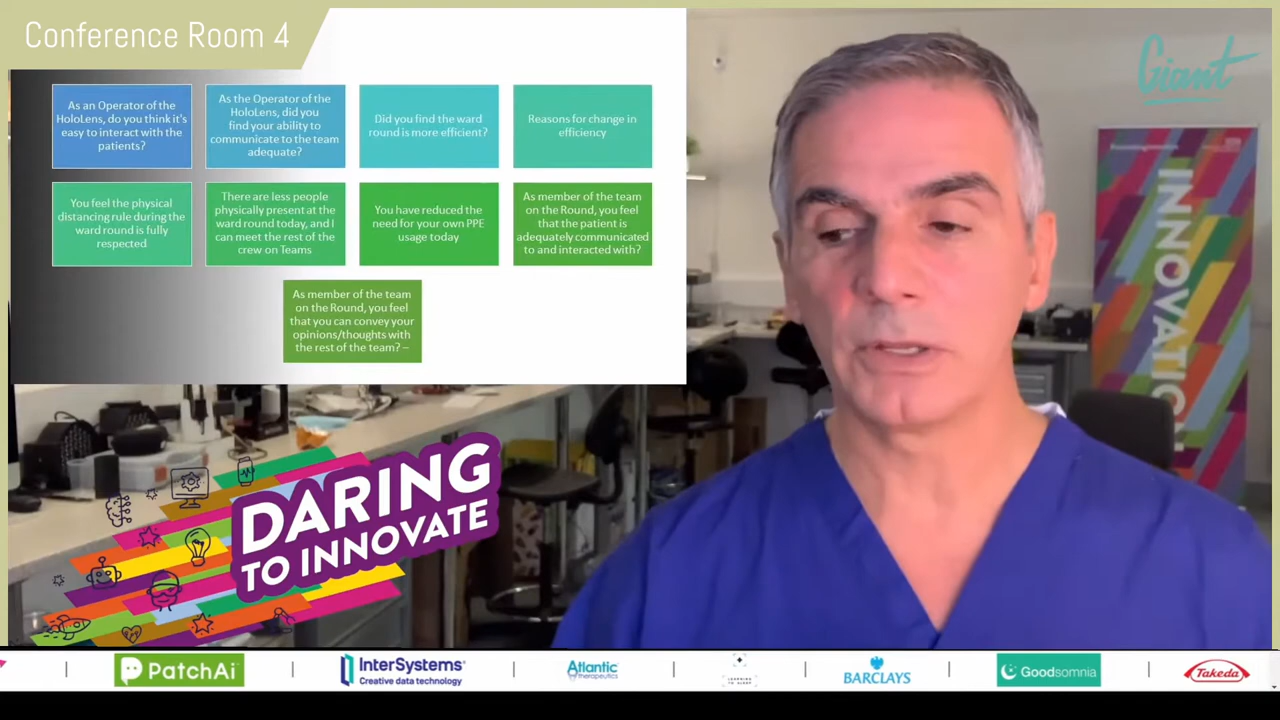 Conference Room 4
Giant
As an Operator of the
HoloLens, do you think it's
easy to interact with the
patients?
As the Operator of the
HoloLens, did you
find your ability to
communicate to the team
adequate?
Did you find the ward
round is more efficient?
Reasons for change in
efficiency
You feel the physical
distancing rule during the
ward round is fully
respected
There are less people
physically present at the
ward round today, and I
can meet the rest of the
crew on Teams
You have reduced the
need for your own PPE
usage today
As member of the team
on the Round, you feel
that the patient is
adequately communicated
to and interacted with?
As member of the team
on the Round, you feel
that you can convey your
opinions/thoughts with
the rest of the team? –
INNOVATION
DARING
TO INNOVATE
PatchAi
InterSystems®
Creative data technology
Atlantic
therapeutics
LEARNING
TO SLEEP
BARCLAYS
Goodsomnia
Takeda